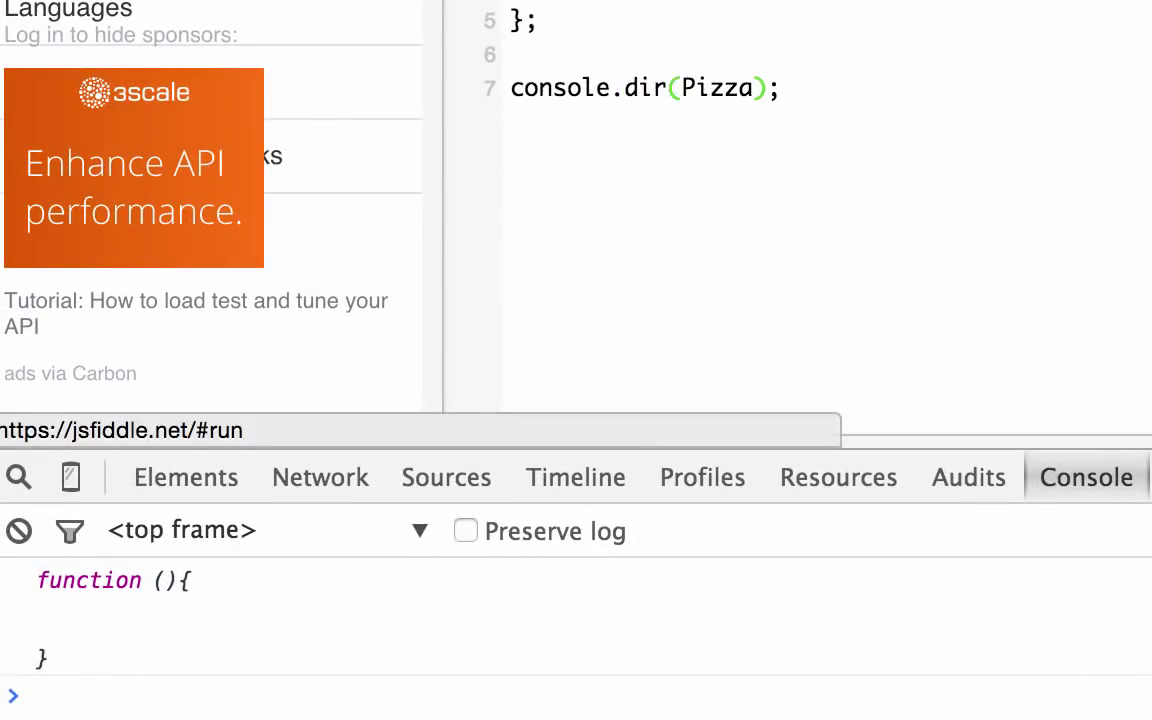 Languages
Log in to hide sponsors:
3scale
Enhance API
performance.
ks
Tutorial: How to load test and tune your
API
ads via Carbon
5 };
6
7 console.dir(Pizza);
https://jsfiddle.net/#run
Elements Network Sources Timeline Profiles Resources Audits Console
<top frame> ▼ Preserve log
function (){
}
>